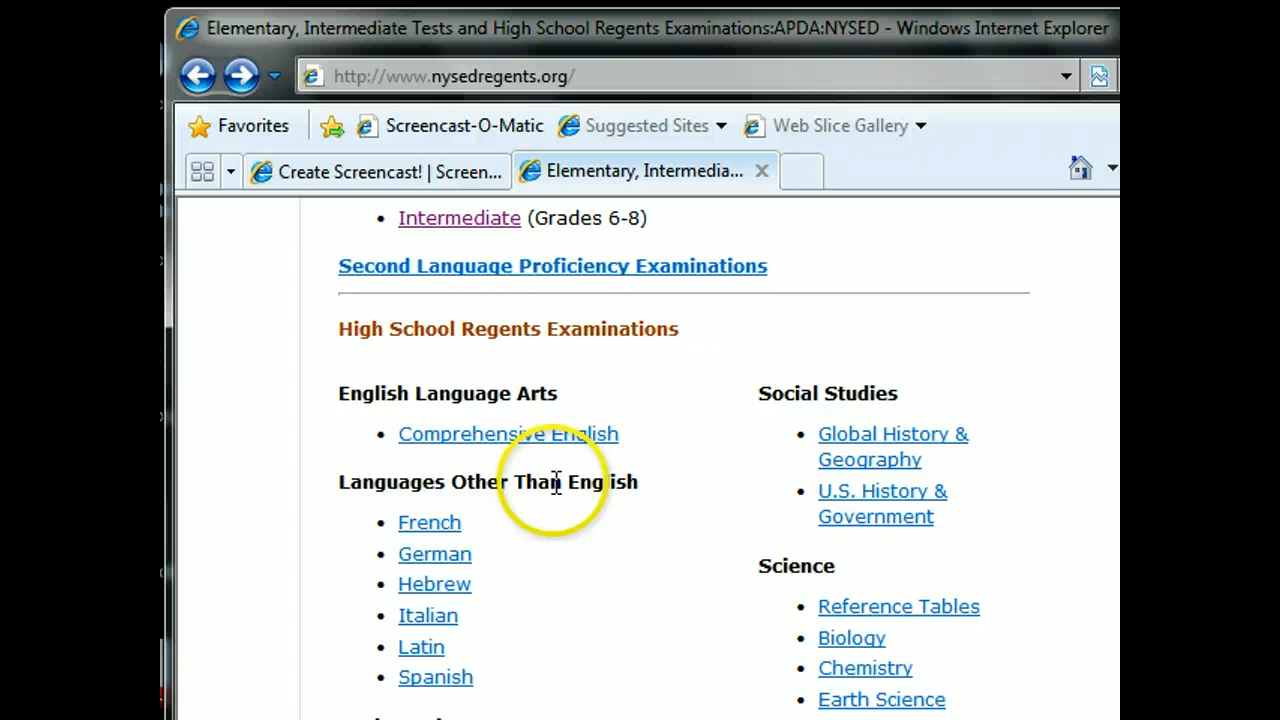 Elementary, Intermediate Tests and High School Regents Examinations:APDA:NYSED - Windows Internet Explorer
http://www.nysedregents.org/
Favorites
Screencast-O-Matic
Suggested Sites
Web Slice Gallery
Create Screencast! | Screen...
Elementary, Intermedia...
Intermediate (Grades 6-8)
Second Language Proficiency Examinations
High School Regents Examinations
English Language Arts
Comprehensive English
Languages Other Than English
French
German
Hebrew
Italian
Latin
Spanish
Social Studies
Global History &
Geography
U.S. History &
Government
Science
Reference Tables
Biology
Chemistry
Earth Science